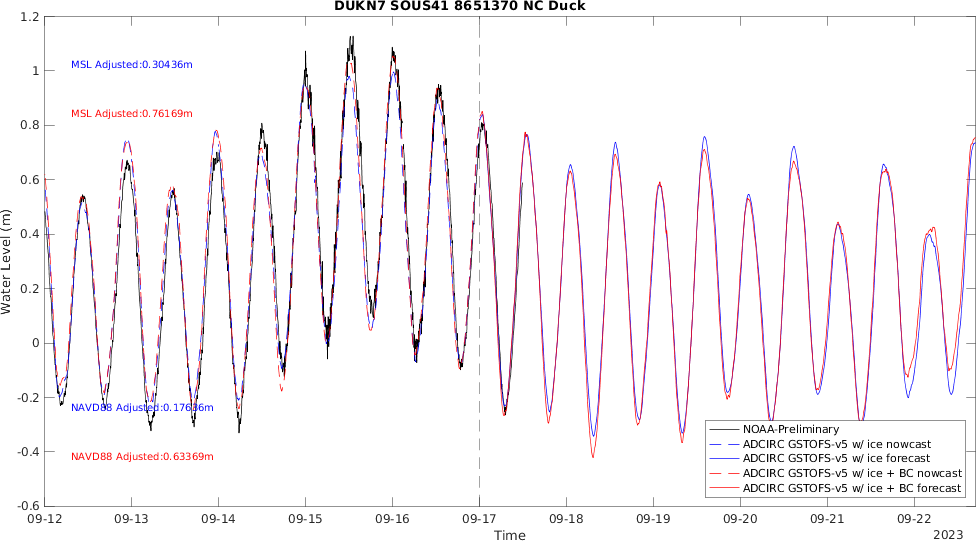 DUKN7 SOUS41 8651370 NC Duck
1.2
1
0.8
0.6
0.4
0.2
0
-0.2
-0.4
-0.6
Water Level (m)
MSL Adjusted:0.30436m
MSL Adjusted:0.76169m
NAVD88 Adjusted:0.17636m
NAVD88 Adjusted:0.63369m
NOAA-Preliminary
ADCIRC GSTOFS-v5 w/ ice nowcast
ADCIRC GSTOFS-v5 w/ ice forecast
ADCIRC GSTOFS-v5 w/ ice + BC nowcast
ADCIRC GSTOFS-v5 w/ ice + BC forecast
09-12 09-13 09-14 09-15 09-16 09-17 09-18 09-19 09-20 09-21 09-22
Time
2023